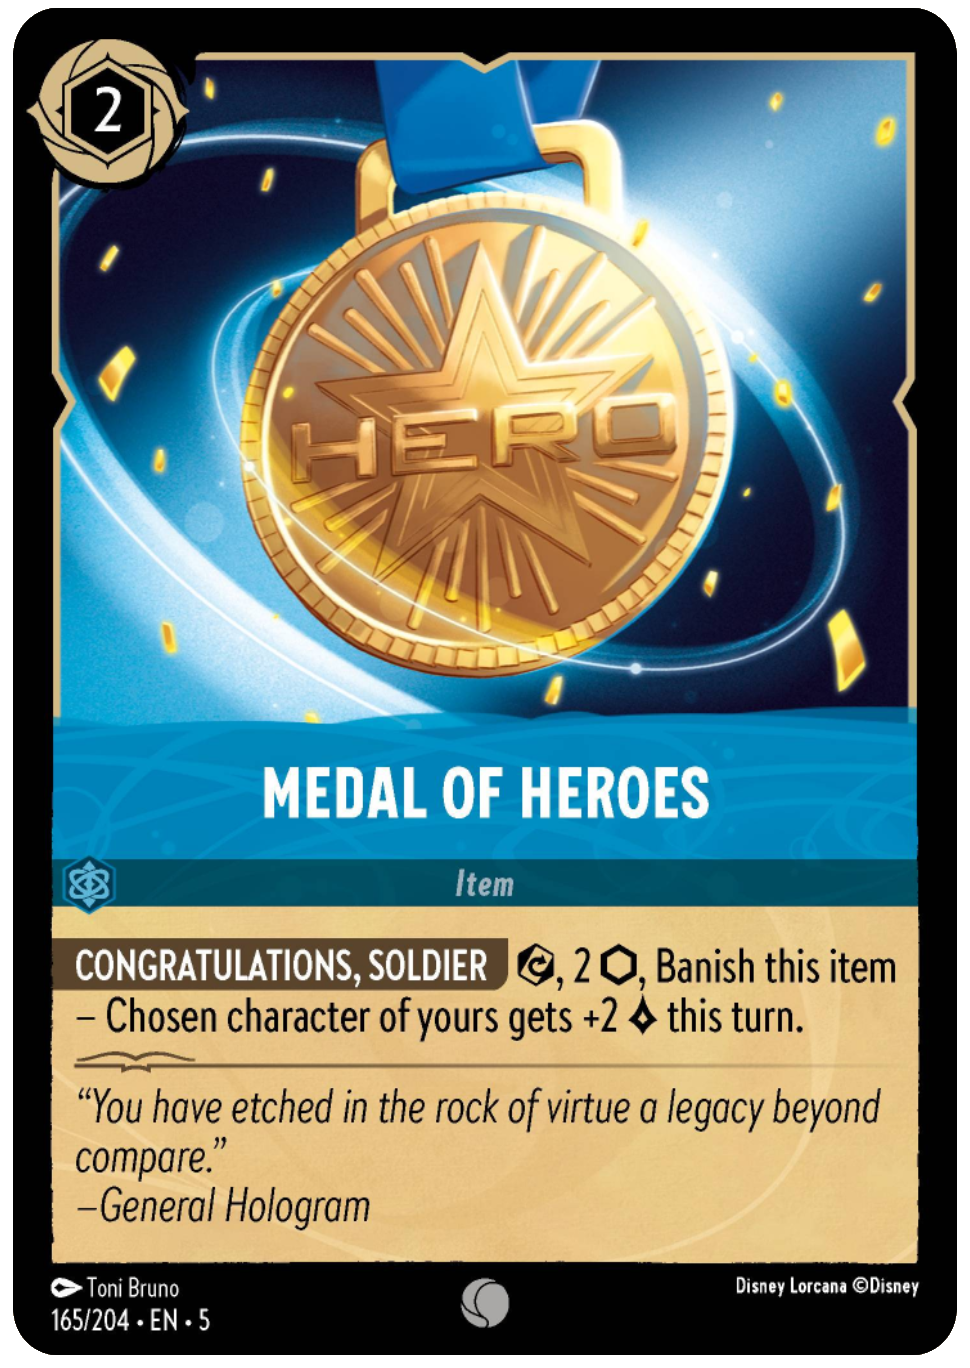 2
HERO
MEDAL OF HEROES
Item
CONGRATULATIONS, SOLDIER , 2 , Banish this item
– Chosen character of yours gets +2 this turn.
“You have etched in the rock of virtue a legacy beyond
compare.”
–General Hologram
Toni Bruno
165/204 • EN • 5
Disney Lorcana ©Disney